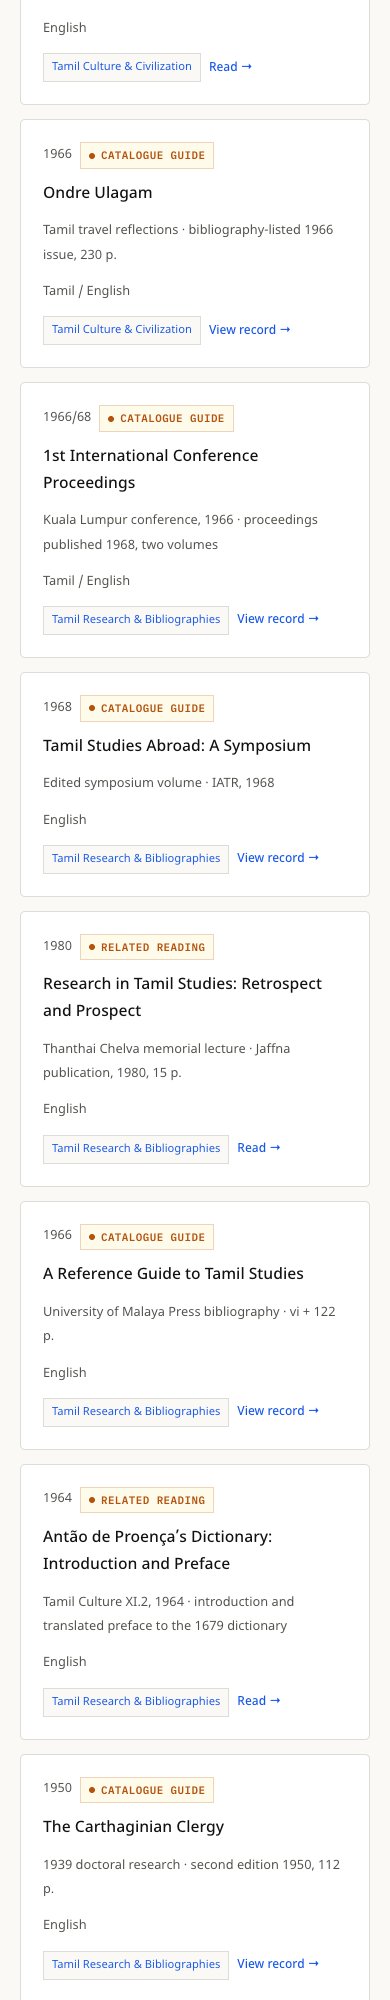 English
Tamil Culture & Civilization Read →
1966 ● CATALOGUE GUIDE
Ondre Ulagam
Tamil travel reflections · bibliography-listed 1966
issue, 230 p.
Tamil / English
Tamil Culture & Civilization View record →
1966/68 ● CATALOGUE GUIDE
1st International Conference
Proceedings
Kuala Lumpur conference, 1966 · proceedings
published 1968, two volumes
Tamil / English
Tamil Research & Bibliographies View record →
1968 ● CATALOGUE GUIDE
Tamil Studies Abroad: A Symposium
Edited symposium volume · IATR, 1968
English
Tamil Research & Bibliographies View record →
1980 ● RELATED READING
Research in Tamil Studies: Retrospect
and Prospect
Thanthai Chelva memorial lecture · Jaffna
publication, 1980, 15 p.
English
Tamil Research & Bibliographies Read →
1966 ● CATALOGUE GUIDE
A Reference Guide to Tamil Studies
University of Malaya Press bibliography · vi + 122
p.
English
Tamil Research & Bibliographies View record →
1964 ● RELATED READING
Antão de Proença’s Dictionary:
Introduction and Preface
Tamil Culture XI.2, 1964 · introduction and
translated preface to the 1679 dictionary
English
Tamil Research & Bibliographies Read →
1950 ● CATALOGUE GUIDE
The Carthaginian Clergy
1939 doctoral research · second edition 1950, 112
p.
English
Tamil Research & Bibliographies View record →